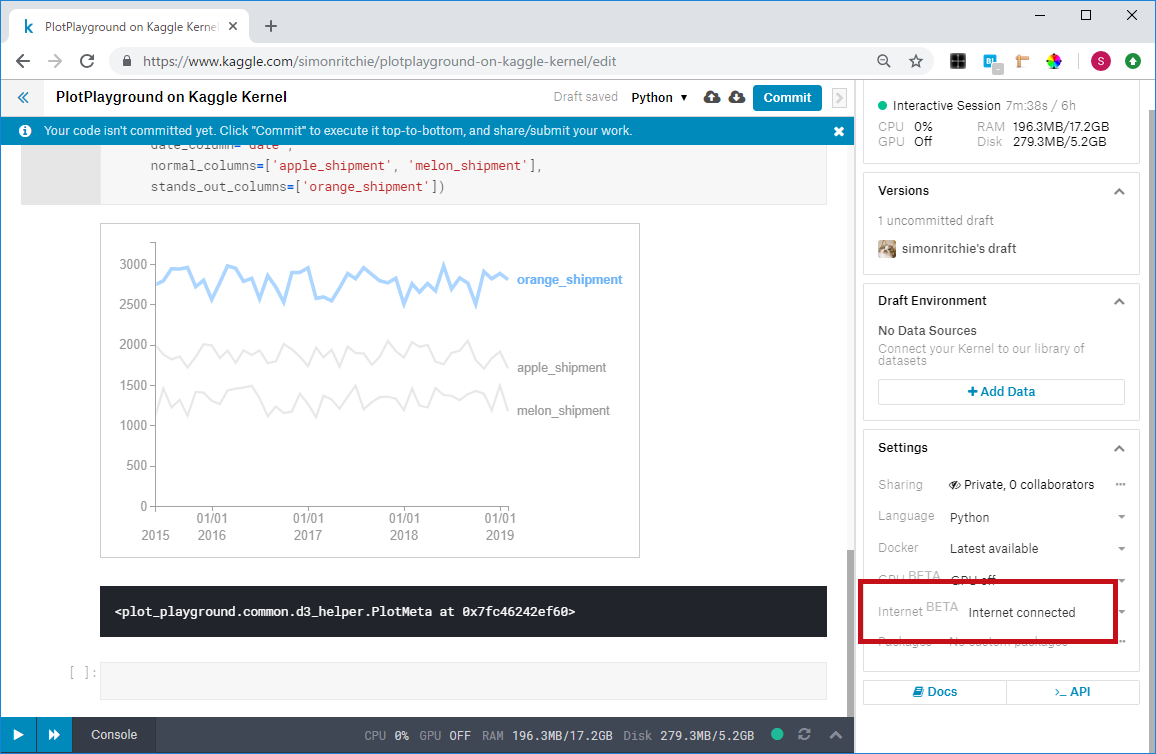 PlotPlayground on Kaggle Kerne
https://www.kaggle.com/simonritchie/plotplayground-on-kaggle-kernel/edit
S
PlotPlayground on Kaggle Kernel
Draft saved
Python
Commit
Your code isn't committed yet. Click "Commit" to execute it top-to-bottom, and share/submit your work.
date_column='date',
normal_columns=['apple_shipment', 'melon_shipment'],
stands_out_columns=['orange_shipment'])
3000
2500
2000
1500
1000
500
0
orange_shipment
apple_shipment
melon_shipment
01/01 01/01 01/01 01/01
2015 2016 2017 2018 2019
<plot_playground.common.d3_helper.PlotMeta at 0x7fc46242ef60>
[ ]:
Console
CPU 0% GPU OFF RAM 196.3MB/17.2GB Disk 279.3MB/5.2GB
Interactive Session 7m:38s / 6h
CPU 0% RAM 196.3MB/17.2GB
GPU Off Disk 279.3MB/5.2GB
Versions
1 uncommitted draft
simonritchie's draft
Draft Environment
No Data Sources
Connect your Kernel to our library of
datasets
+ Add Data
Settings
Sharing Private, 0 collaborators
Language Python
Docker Latest available
GPU BETA GPU off
Internet BETA Internet connected
Packages No custom packages
Docs
>_ API